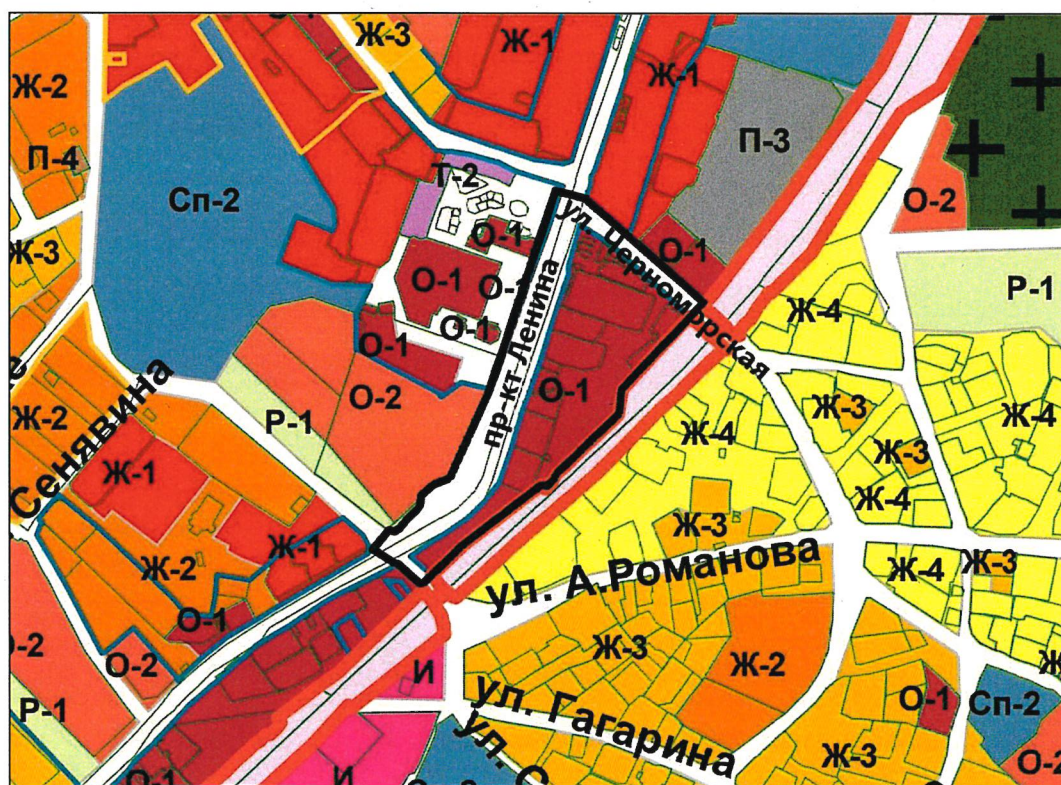 Ж-3
Ж-1
Ж-2
Ж-1
П-3
П-4
Т-2
Сп-2
О-2
О-1
ул. Черноморская
Ж-3
О-1
О-1
О-1
Р-1
пр-кт Ленина
О-1
О-1
Ж-4
О-1
О-2
Ж-2
Р-1
Сенявина
Ж-3
Ж-4
Ж-4
Ж-1
Ж-3
Ж-4
Ж-3
Ж-1
ул. А.Романова
Ж-2
Ж-4
Ж-3
О-1
Ж-3
О-2
И
Ж-2
ул. Гагарина
О-1
Сп-2
Р-1
Ж-3
О-1
И